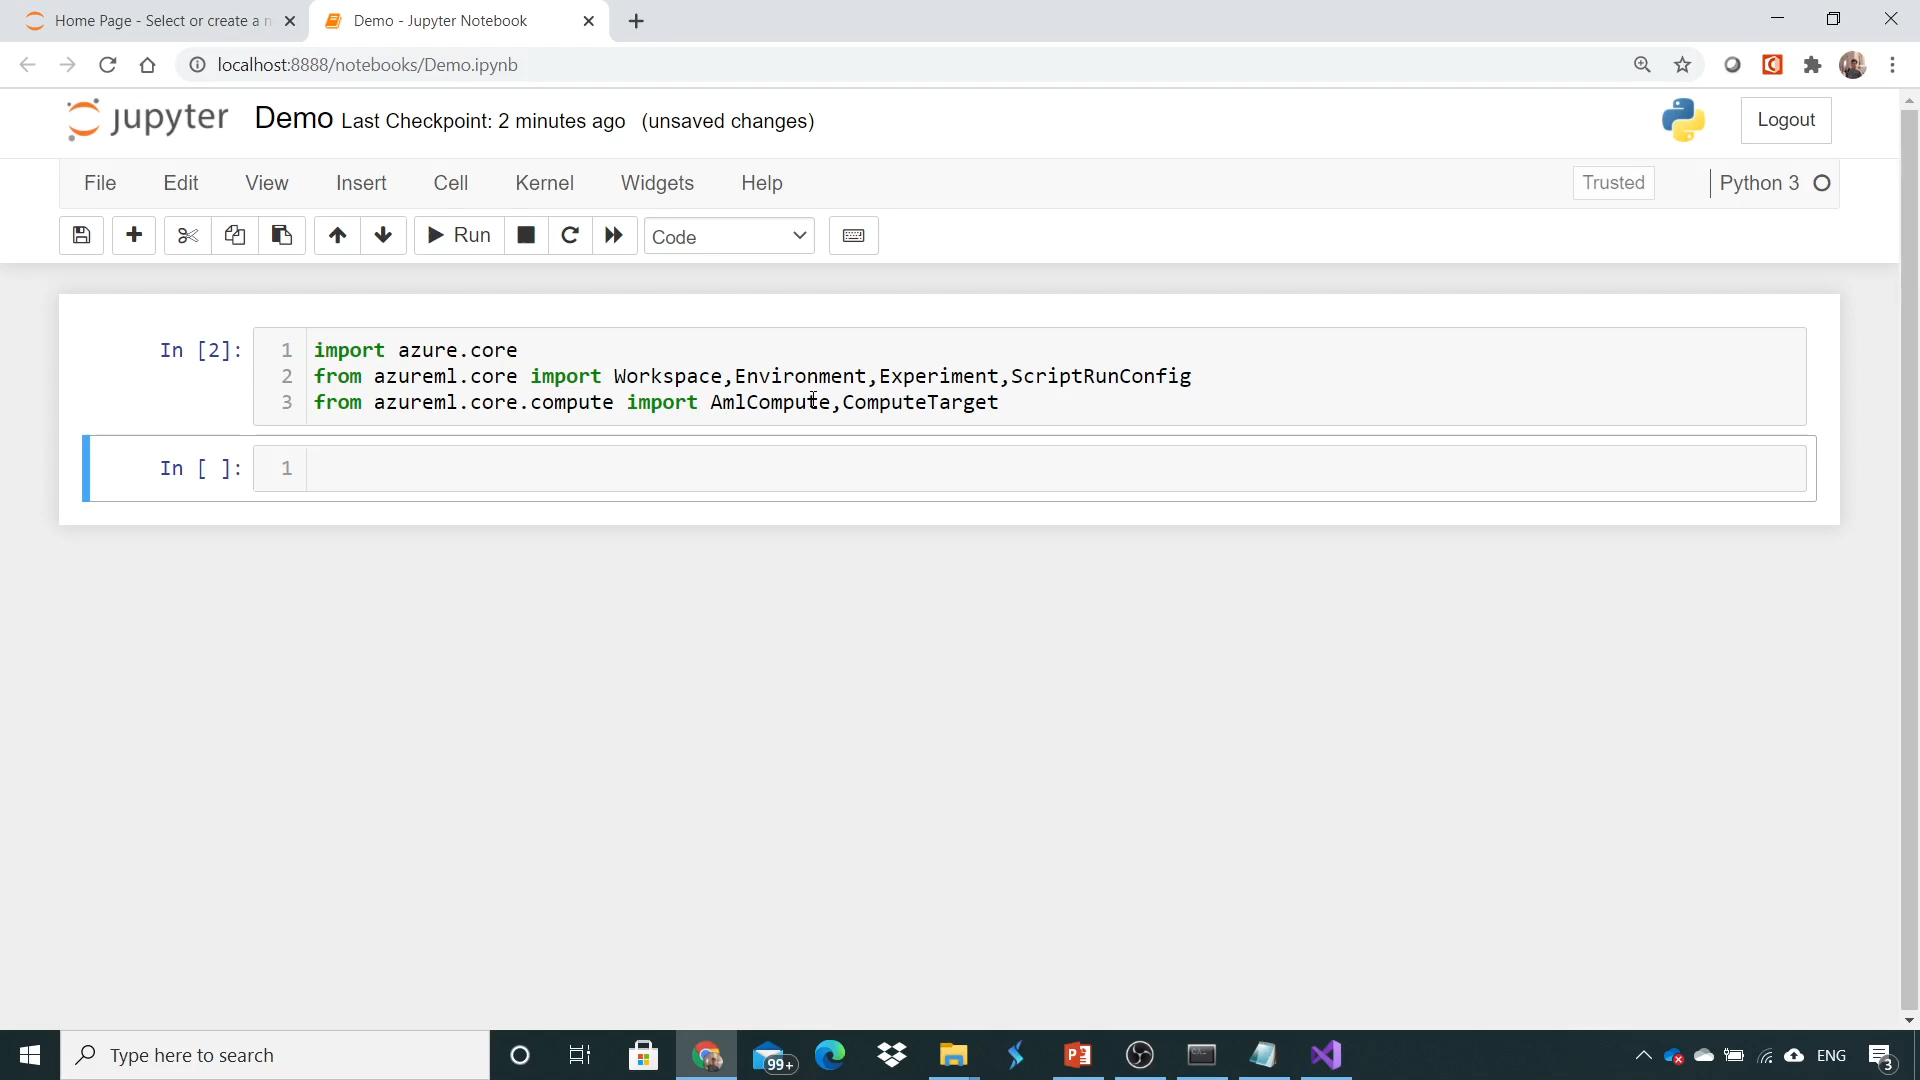 Home Page - Select or create a n
Demo - Jupyter Notebook
localhost:8888/notebooks/Demo.ipynb
jupyter Demo Last Checkpoint: 2 minutes ago (unsaved changes)
Logout
File Edit View Insert Cell Kernel Widgets Help
Trusted
Python 3
Run
Code
In [2]:
1 import azure.core
2 from azureml.core import Workspace,Environment,Experiment,ScriptRunConfig
3 from azureml.core.compute import AmlCompute,ComputeTarget
In [ ]:
1
Type here to search
99+
ENG
3